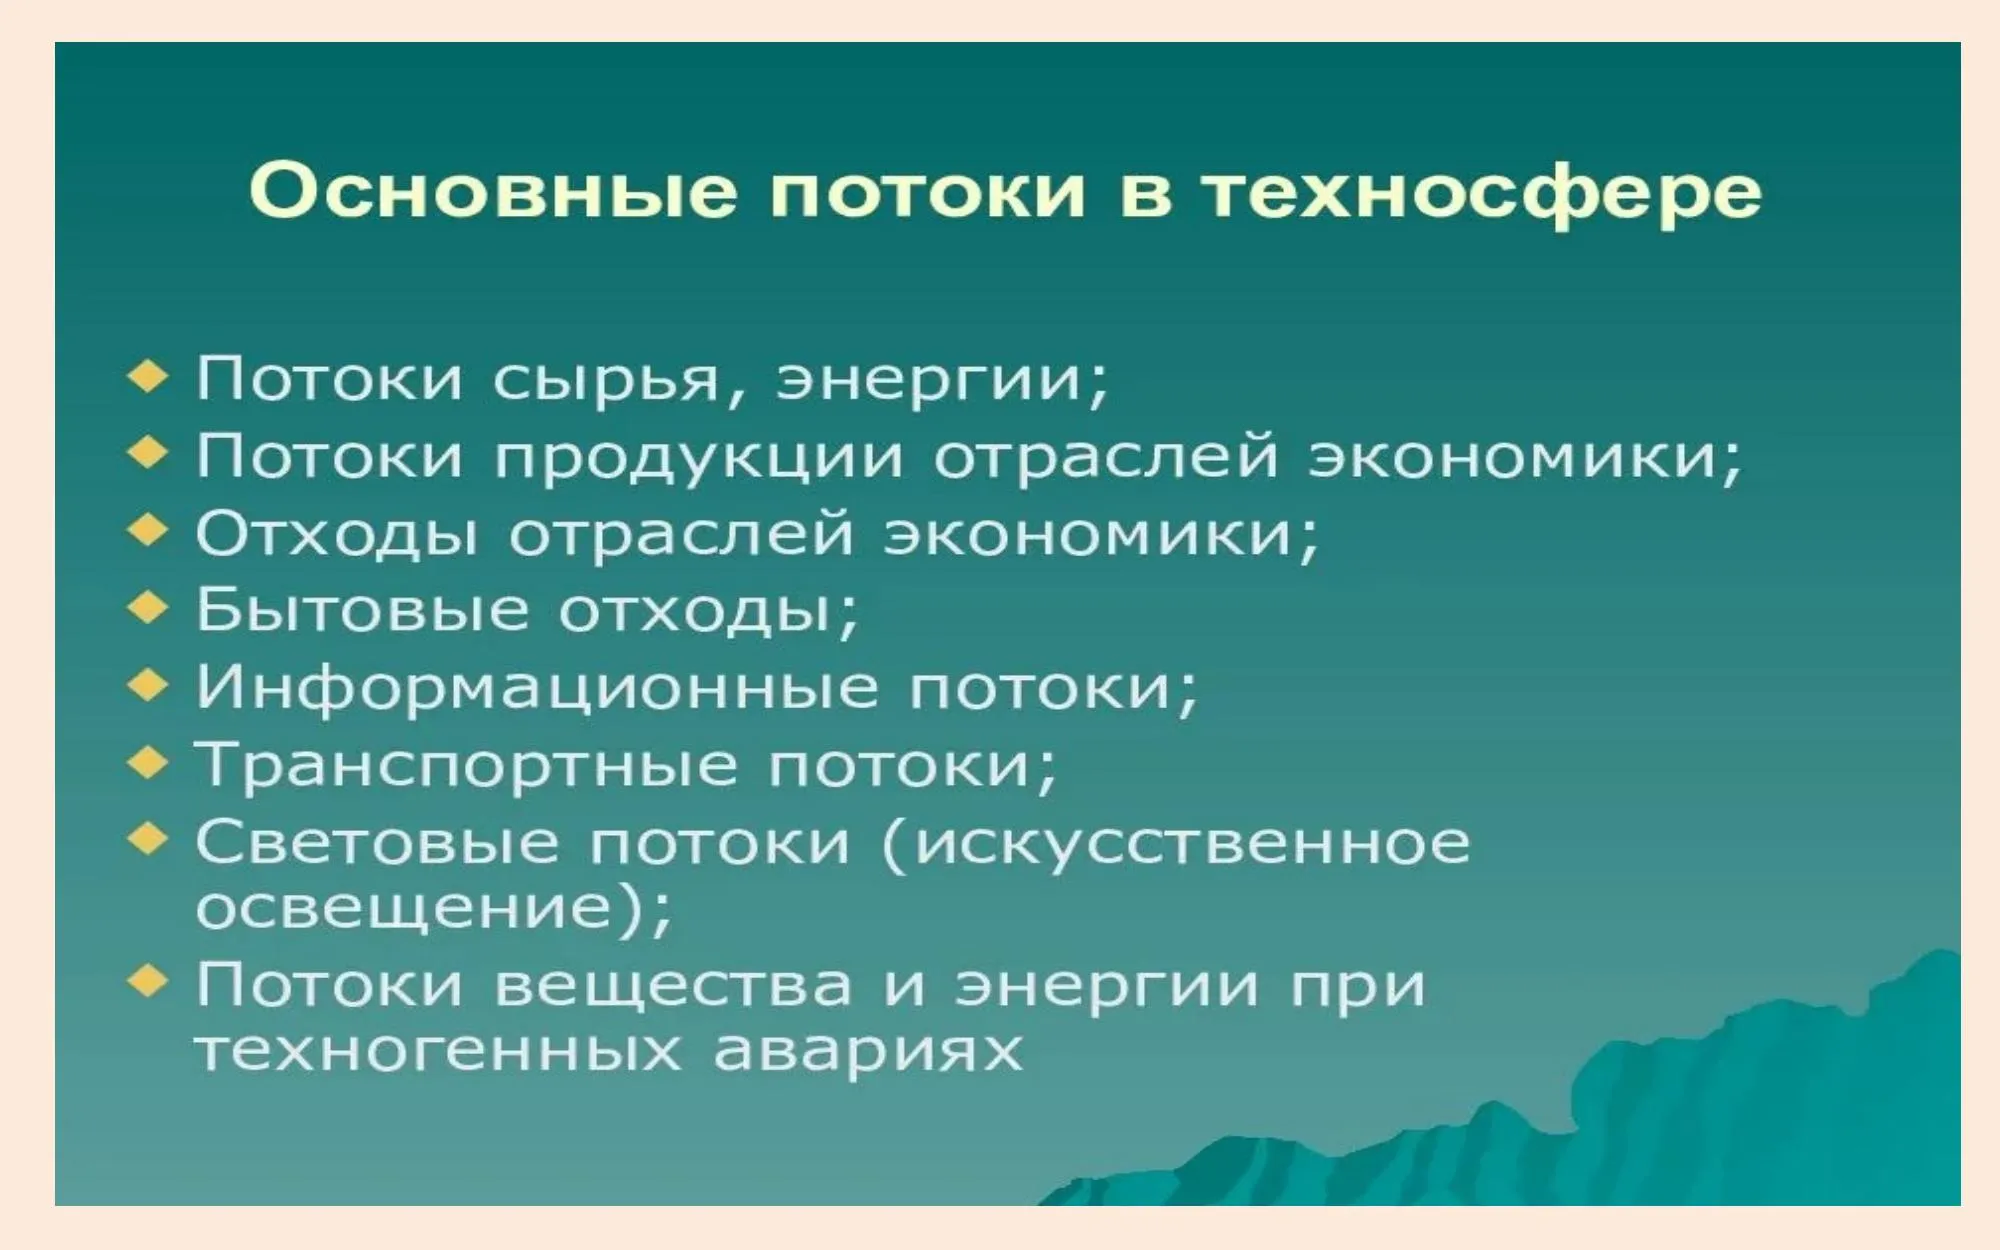 Основные потоки в техносфере
Потоки сырья, энергии;
Потоки продукции отраслей экономики;
Отходы отраслей экономики;
Бытовые отходы;
Информационные потоки;
Транспортные потоки;
Световые потоки (искусственное
освещение);
Потоки вещества и энергии при
техногенных авариях